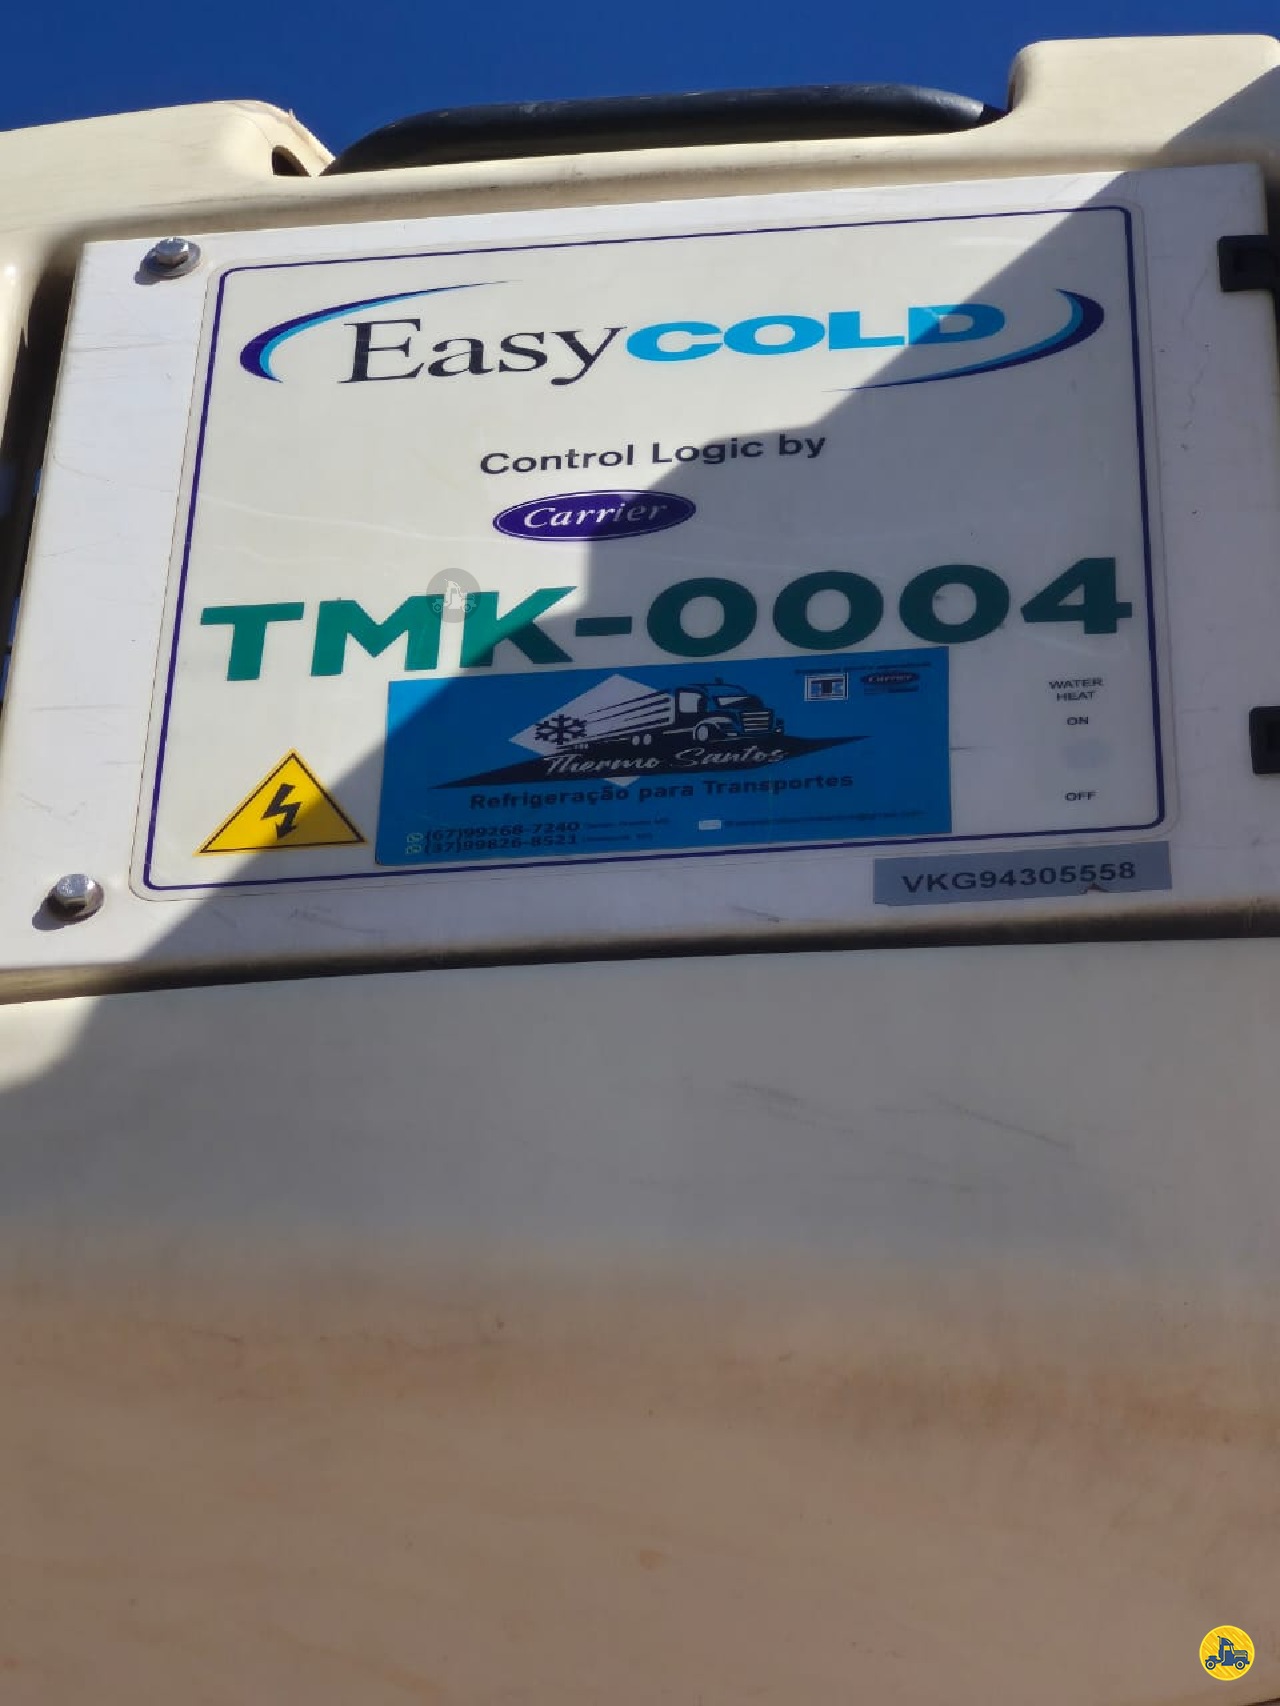 EasyCOLD
Control Logic by
Carrier
TMK-0004
WATER
HEAT
ON
OFF
Carrier
Thermo Santos
Refrigeração para Transportes
(67)99268-7240
(37)99826-8521
VKG94305558